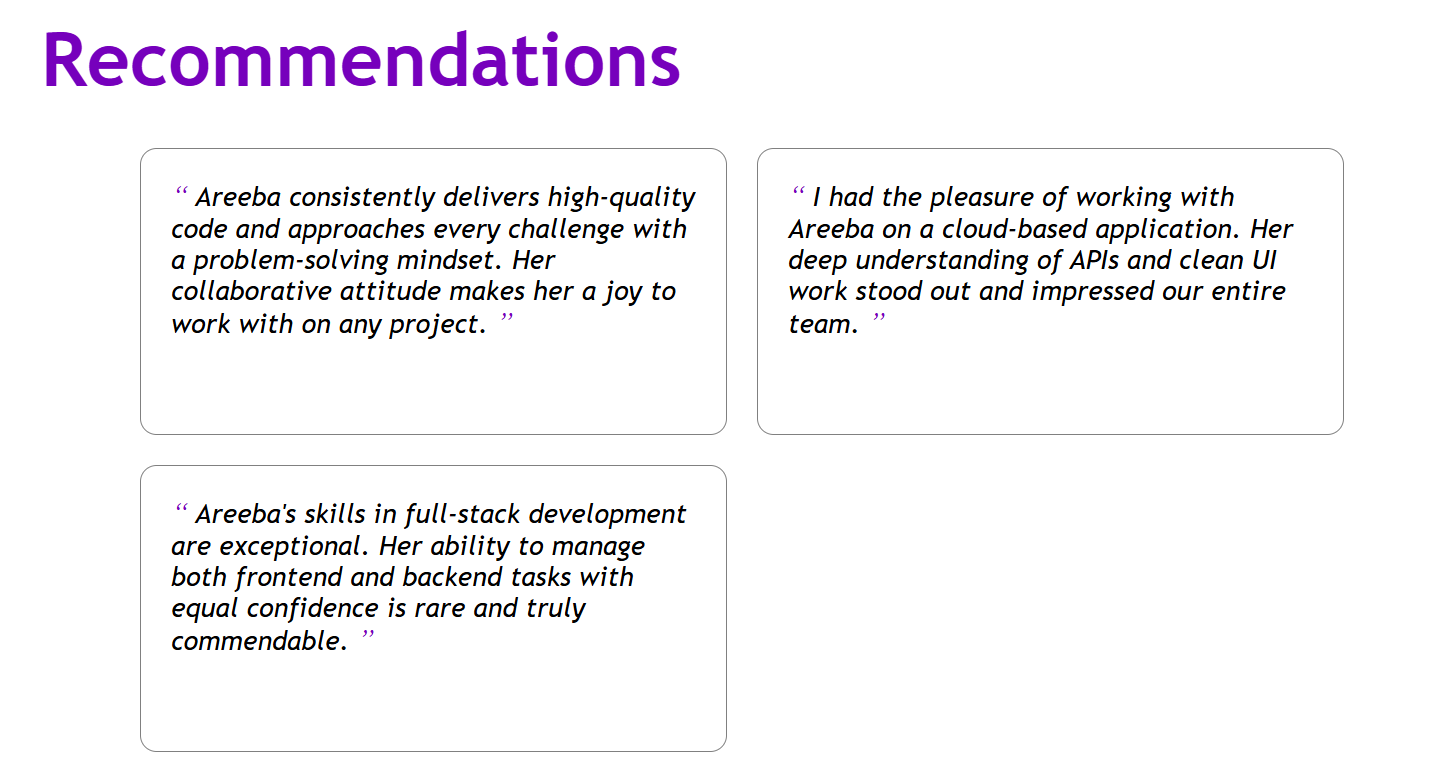 Recommendations
“ Areeba consistently delivers high-quality
code and approaches every challenge with
a problem-solving mindset. Her
collaborative attitude makes her a joy to
work with on any project. ”
“ I had the pleasure of working with
Areeba on a cloud-based application. Her
deep understanding of APIs and clean UI
work stood out and impressed our entire
team. ”
“ Areeba's skills in full-stack development
are exceptional. Her ability to manage
both frontend and backend tasks with
equal confidence is rare and truly
commendable. ”